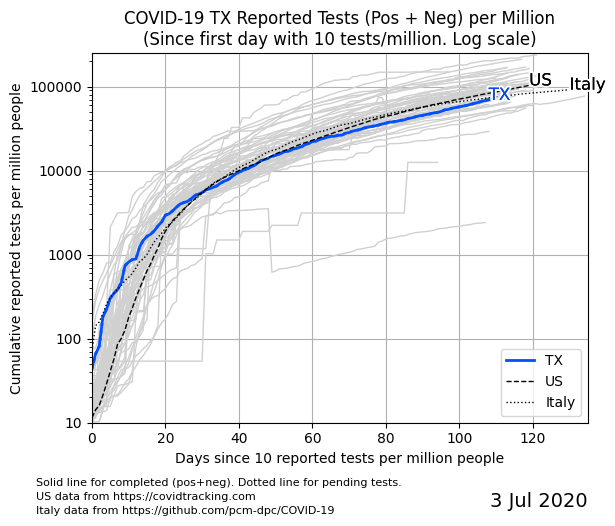 COVID-19 TX Reported Tests (Pos + Neg) per Million
(Since first day with 10 tests/million. Log scale)
Cumulative reported tests per million people
100000
10000
1000
100
10
TX
US
Italy
TX
US
Italy
0 20 40 60 80 100 120
Days since 10 reported tests per million people
Solid line for completed (pos+neg). Dotted line for pending tests.
US data from https://covidtracking.com
Italy data from https://github.com/pcm-dpc/COVID-19
3 Jul 2020